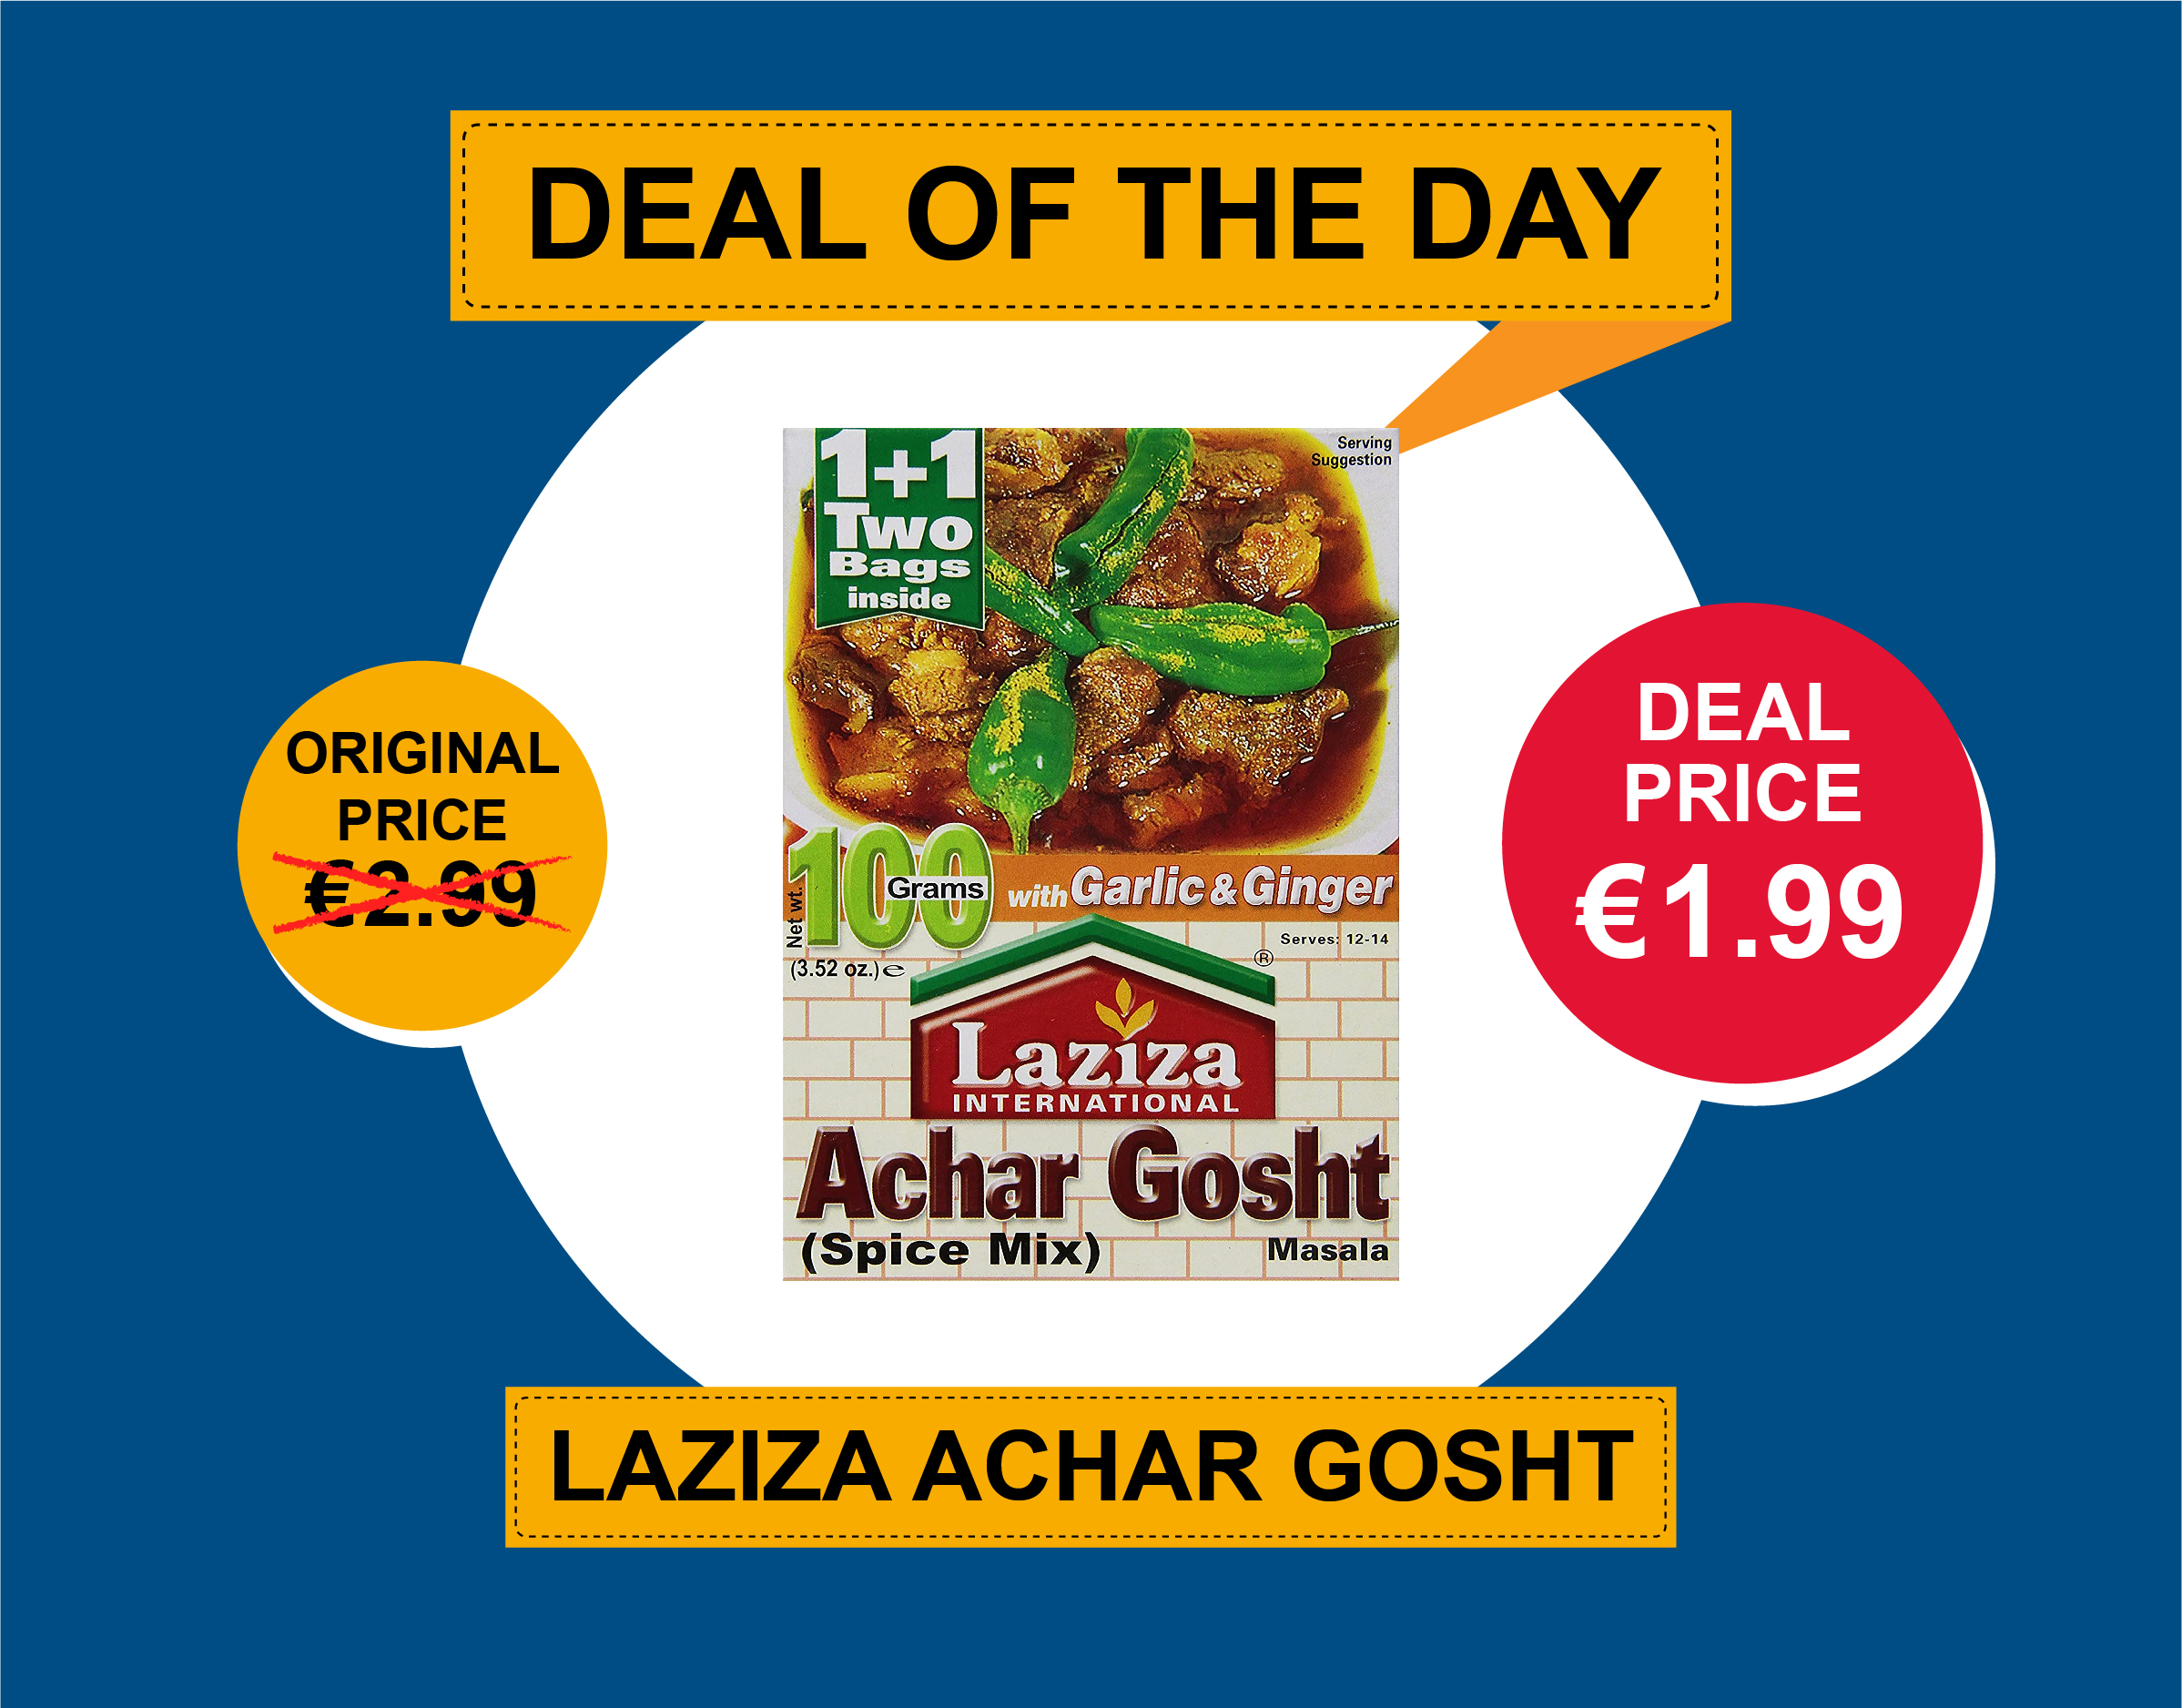 DEAL OF THE DAY
1+1
Two
Bags
inside
Serving
Suggestion
ORIGINAL
PRICE
€2.99
DEAL
PRICE
€1.99
Net wt.
100
Grams
with Garlic & Ginger
(3.52 oz.) e
Serves: 12-14
®
Laziza
INTERNATIONAL
Achar Gosht
(Spice Mix)
Masala
LAZIZA ACHAR GOSHT